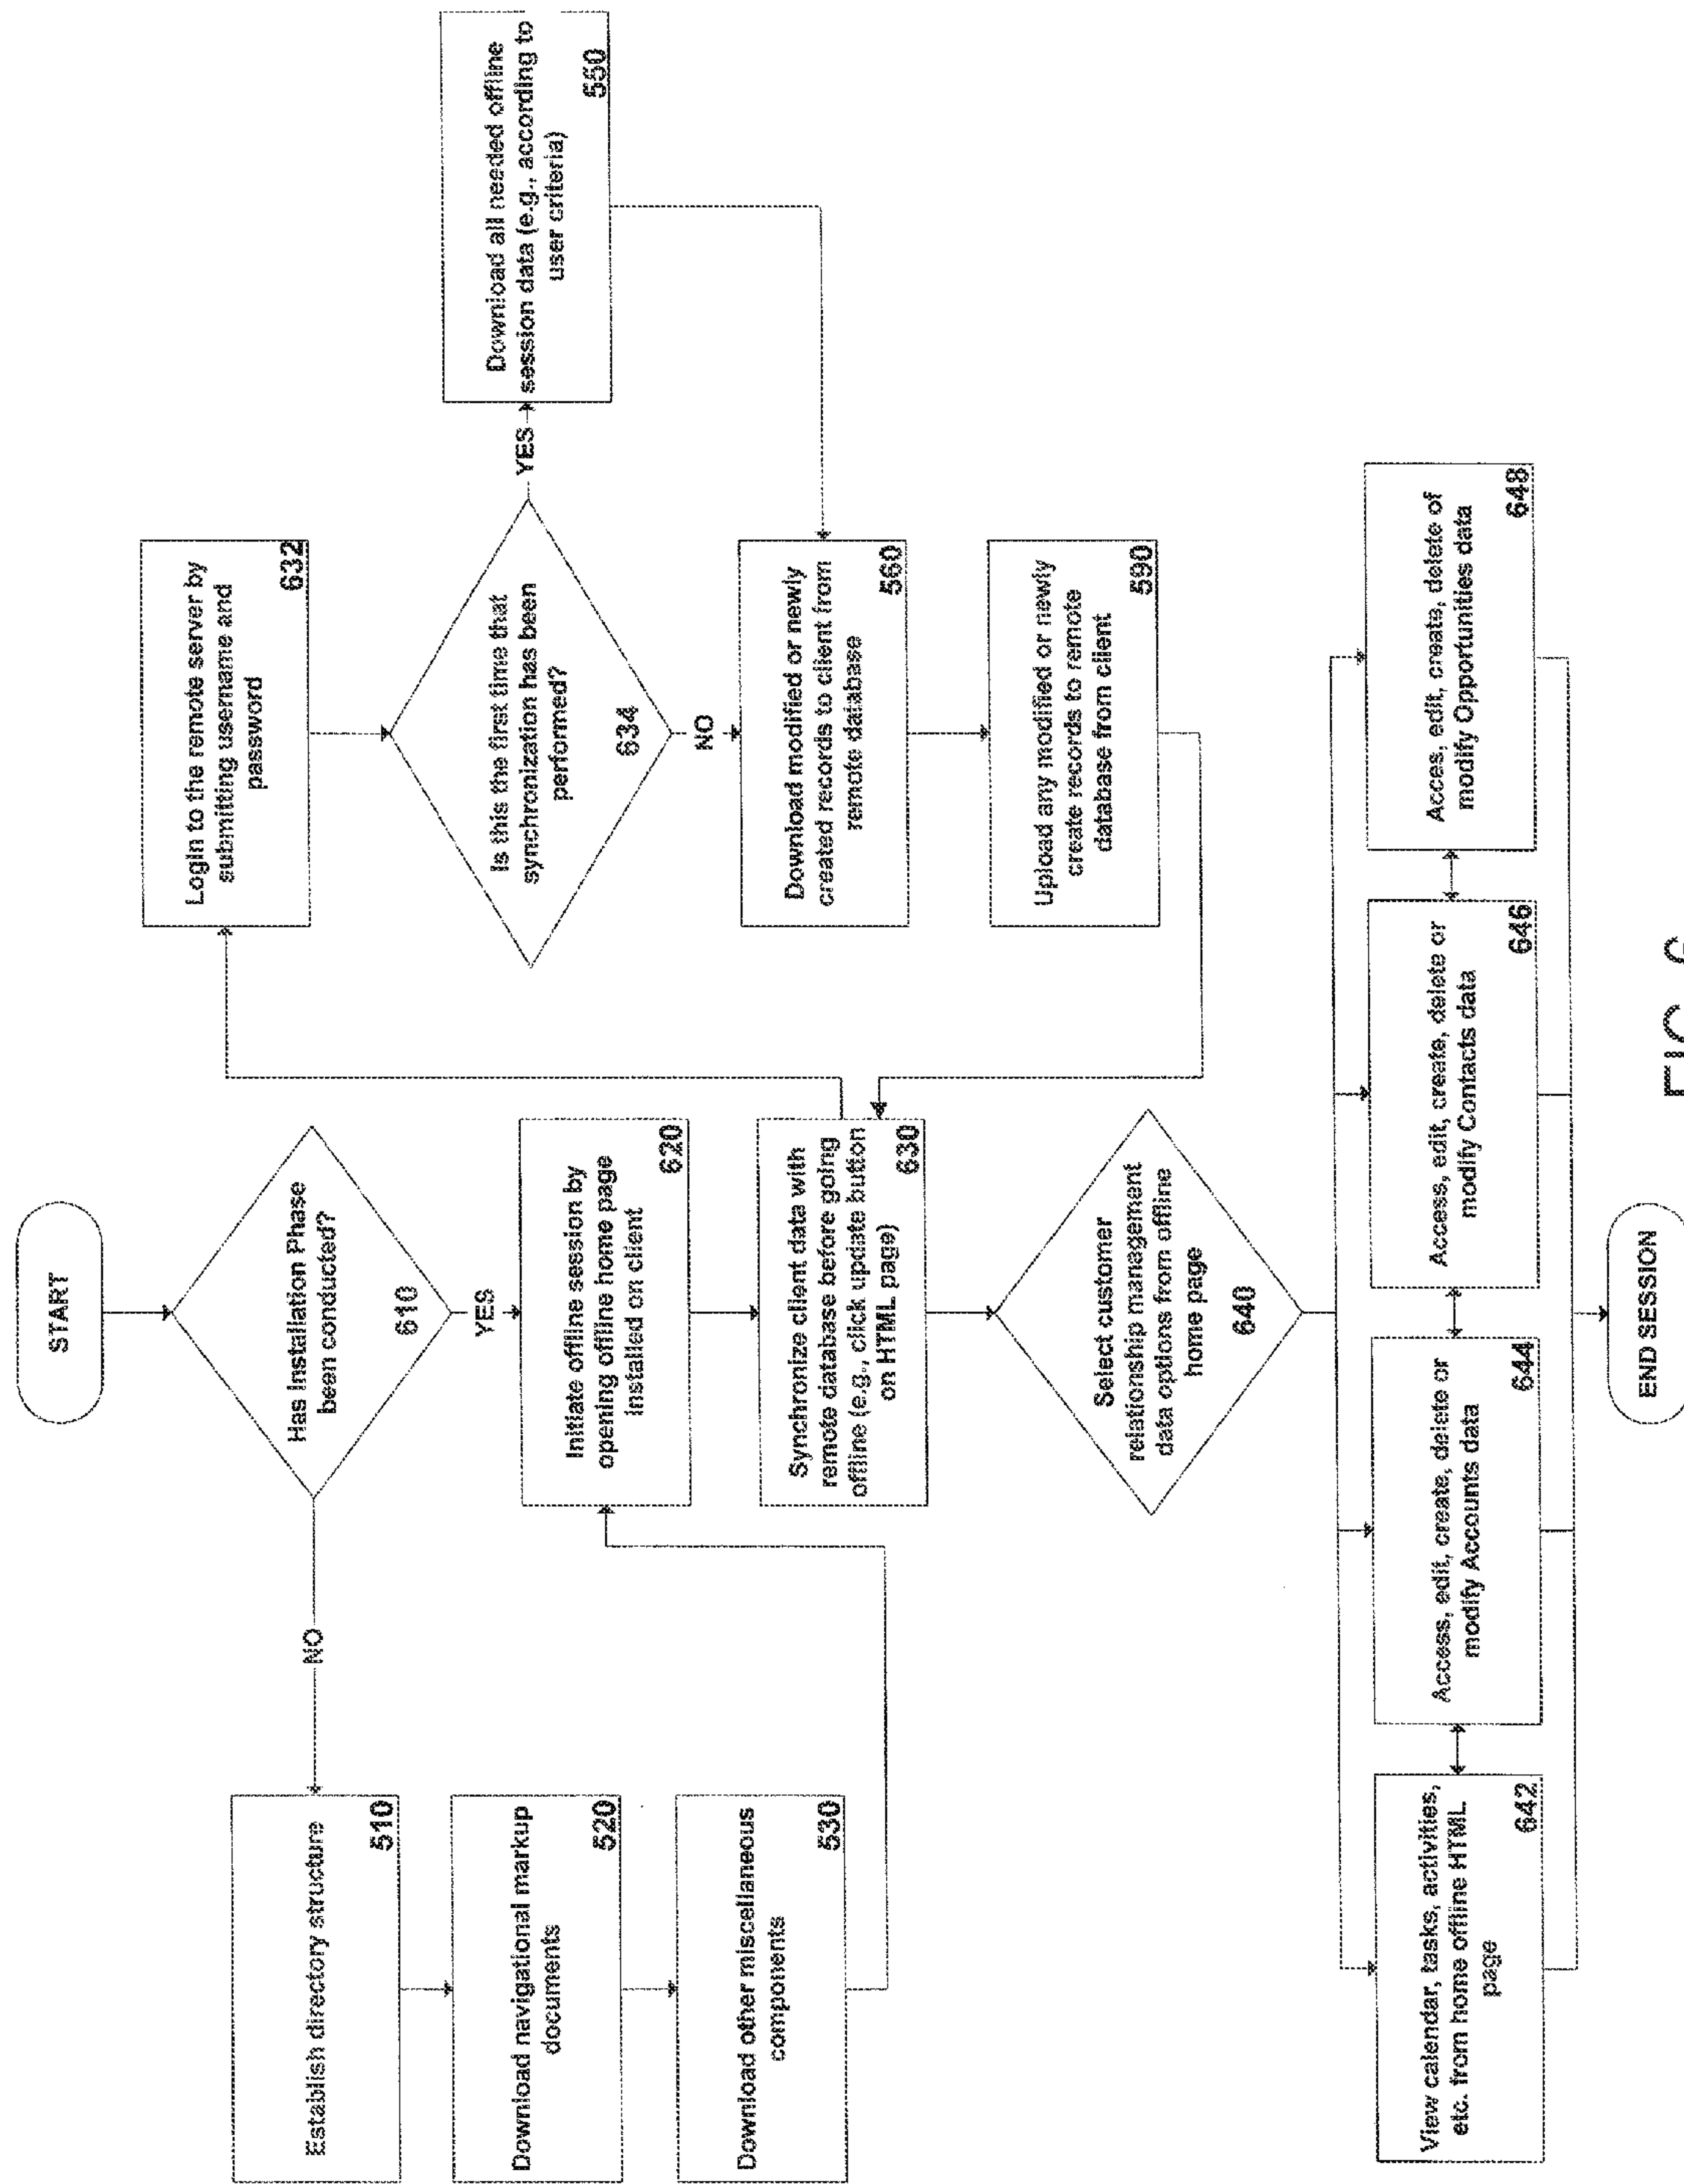 START
Has Installation Phase
been conducted?
610
NO
YES
Establish directory structure
510
Download navigational markup
documents
520
Download other miscellaneous
components
530
Initiate offline session by
opening offline home page
installed on client
620
Synchronize client data with
remote database before going
offline (e.g., click update button
on HTML page)
630
Login to the remote server by
submitting username and
password
632
Is this the first time that
synchronization has been
performed?
634
YES
NO
Download all needed offline
session data (e.g., according to
user criteria)
550
Download modified or newly
created records to client from
remote database
560
Upload any modified or newly
create records to remote
database from client
590
Select customer
relationship management
data options from offline
home page
640
View calendar, tasks, activities,
etc. from home offline HTML
page
642
Access, edit, create, delete or
modify Accounts data
644
Access, edit, create, delete or
modify Contacts data
646
Acces, edit, create, delete of
modify Opportunities data
648
END SESSION